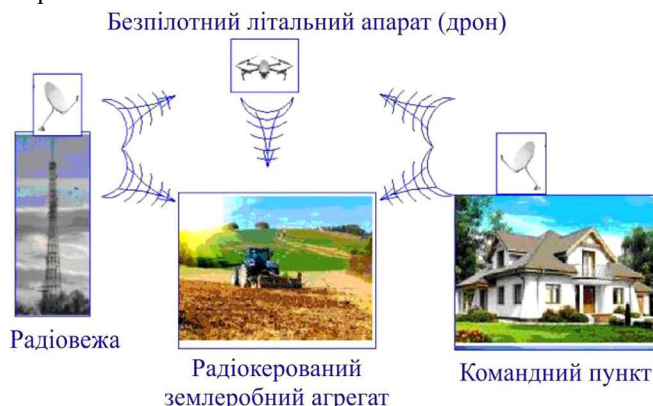 Безпілотний літальний апарат (дрон)
Радіовежа
Радіокерований
землеробний агрегат
Командний пункт